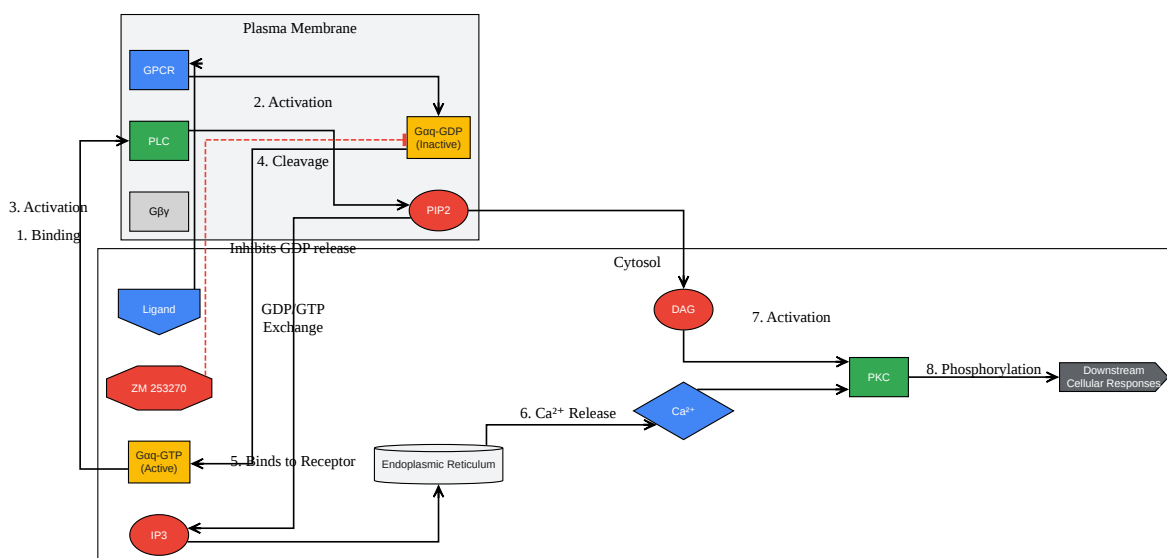 Plasma Membrane
GPCR
2. Activation
PLC
Gαq-GDP
(Inactive)
4. Cleavage
3. Activation
Gβγ
PIP2
1. Binding
Inhibits GDP release
Cytosol
Ligand
GDP/GTP
Exchange
DAG
7. Activation
ZM 253270
PKC
8. Phosphorylation
Downstream
Cellular Responses
6. Ca²⁺ Release
Ca²⁺
Gαq-GTP
(Active)
5. Binds to Receptor
Endoplasmic Reticulum
IP3